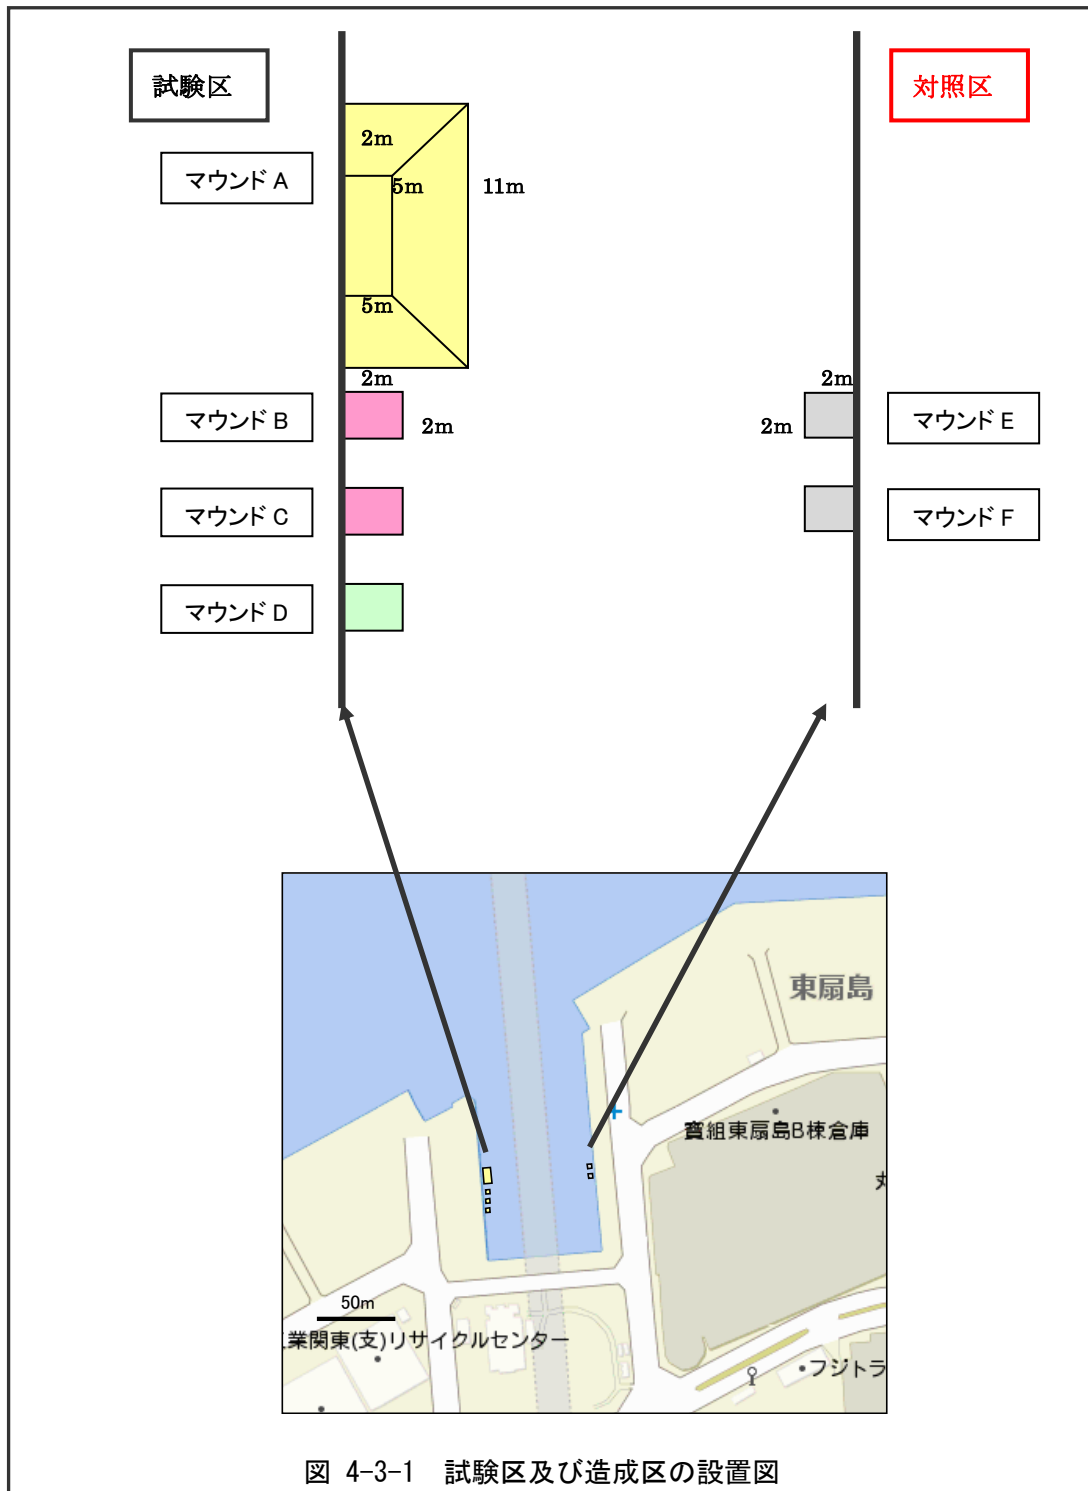 試験区
対照区
2m
マウンド A
5m
11m
5m
2m
2m
マウンド B
2m
2m
マウンド E
マウンド C
マウンド F
マウンド D
東扇島
寶組東扇島B棟倉庫
50m
業関東(支)リサイクルセンター
フジトラ
図 4-3-1 試験区及び造成区の設置図